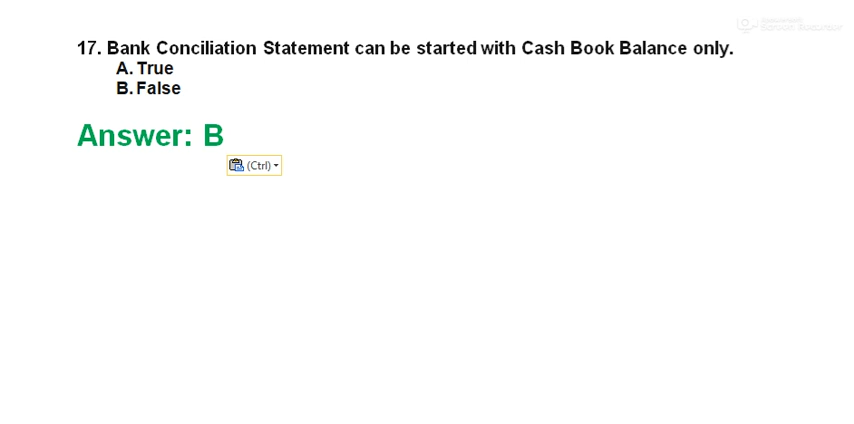 17. Bank Conciliation Statement can be started with Cash Book Balance only.
A. True
B. False
Answer: B
(Ctrl)